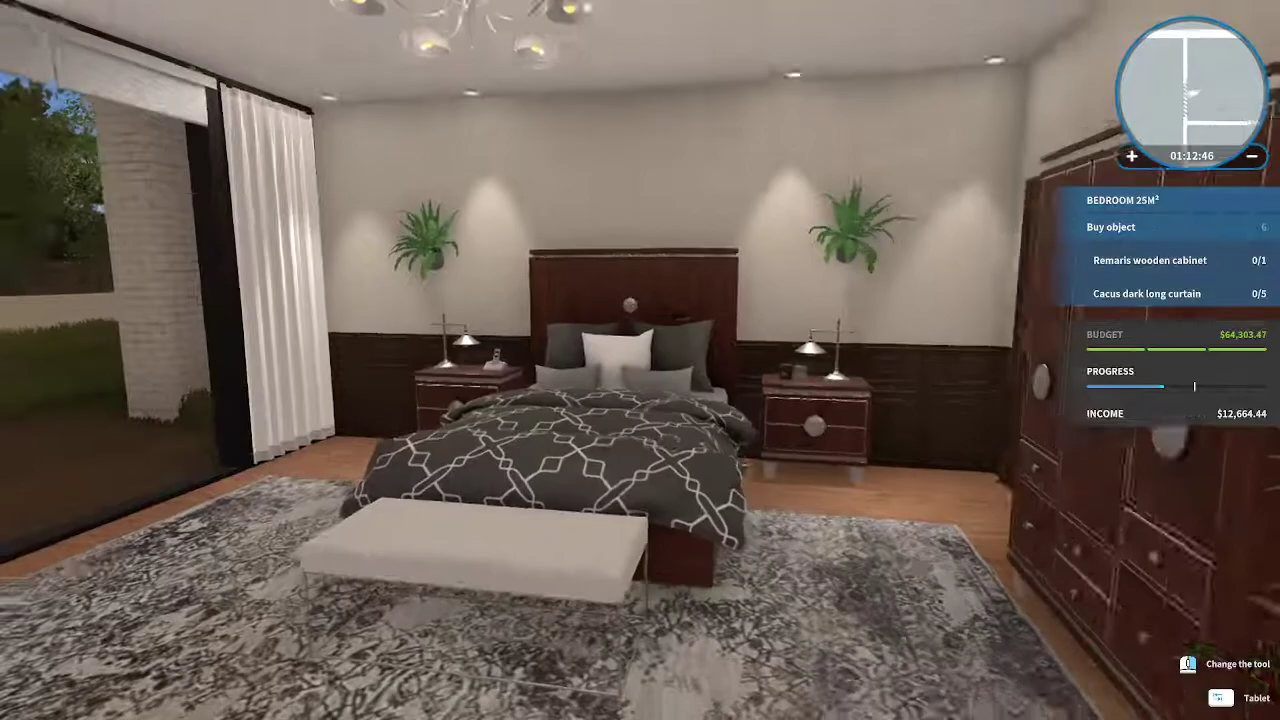 + 01:12:46 −
BEDROOM 25M²
Buy object 6
Remaris wooden cabinet 0/1
Cacus dark long curtain 0/5
BUDGET $64,303.47
PROGRESS
INCOME $12,664.44
Change the tool
Tablet